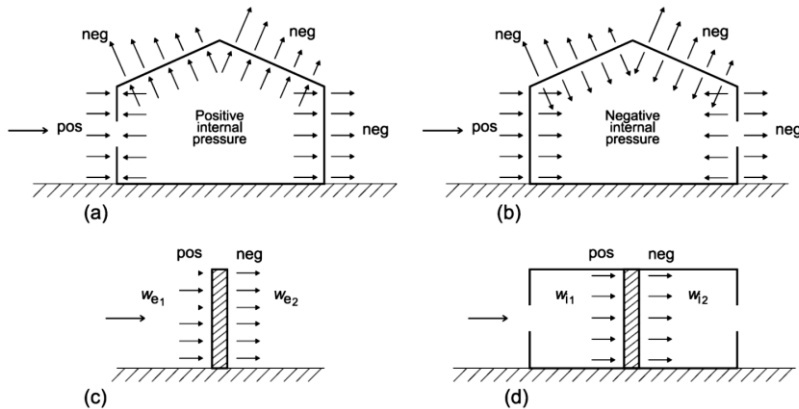 neg
neg
pos
Positive
internal
pressure
neg
(a)
neg
neg
pos
Negative
internal
pressure
neg
(b)
pos
neg
we1
we2
(c)
pos
neg
wi1
wi2
(d)